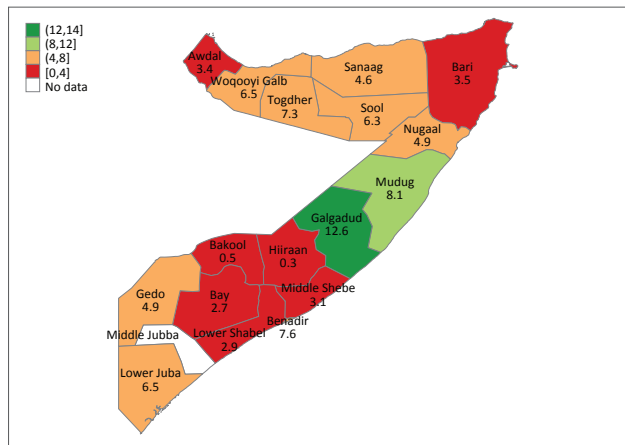 (12,14]
(8,12]
(4,8]
[0,4]
No data
Awdal
3.4
Woqooyi Galb
6.5
Togdher
7.3
Sanaag
4.6
Sool
6.3
Bari
3.5
Nugaal
4.9
Mudug
8.1
Galgadud
12.6
Hiiraan
0.3
Bakool
0.5
Middle Shebe
3.1
Gedo
4.9
Bay
2.7
Benadir
7.6
Lower Shabel
2.9
Middle Jubba
Lower Juba
6.5